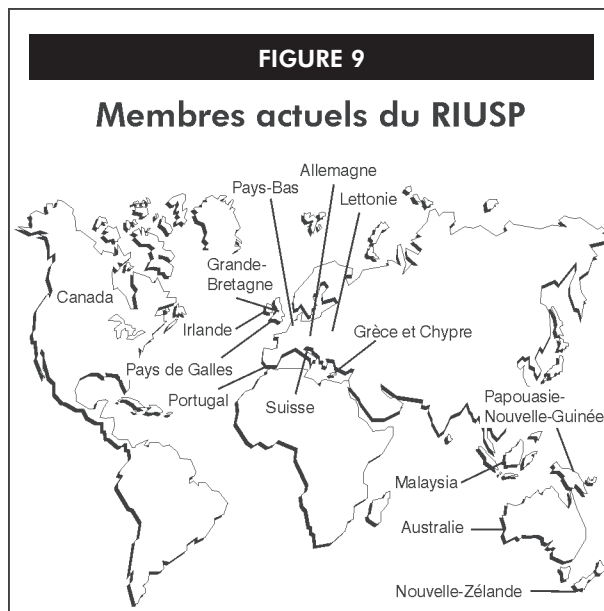 FIGURE 9
Membres actuels du RIUSP
Allemagne
Pays-Bas
Lettonie
Grande-
Bretagne
Canada
Irlande
Grèce et Chypre
Pays de Galles
Portugal
Suisse
Papouasie-
Nouvelle-Guinée
Malaysia
Australie
Nouvelle-Zélande